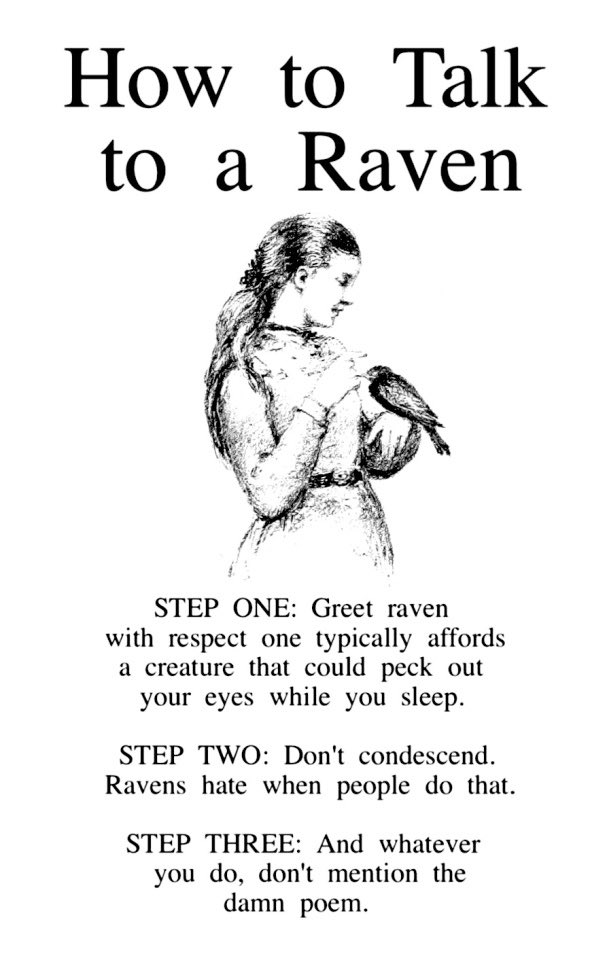 How to Talk
to a Raven
STEP ONE: Greet raven
with respect one typically affords
a creature that could peck out
your eyes while you sleep.
STEP TWO: Don't condescend.
Ravens hate when people do that.
STEP THREE: And whatever
you do, don't mention the
damn poem.